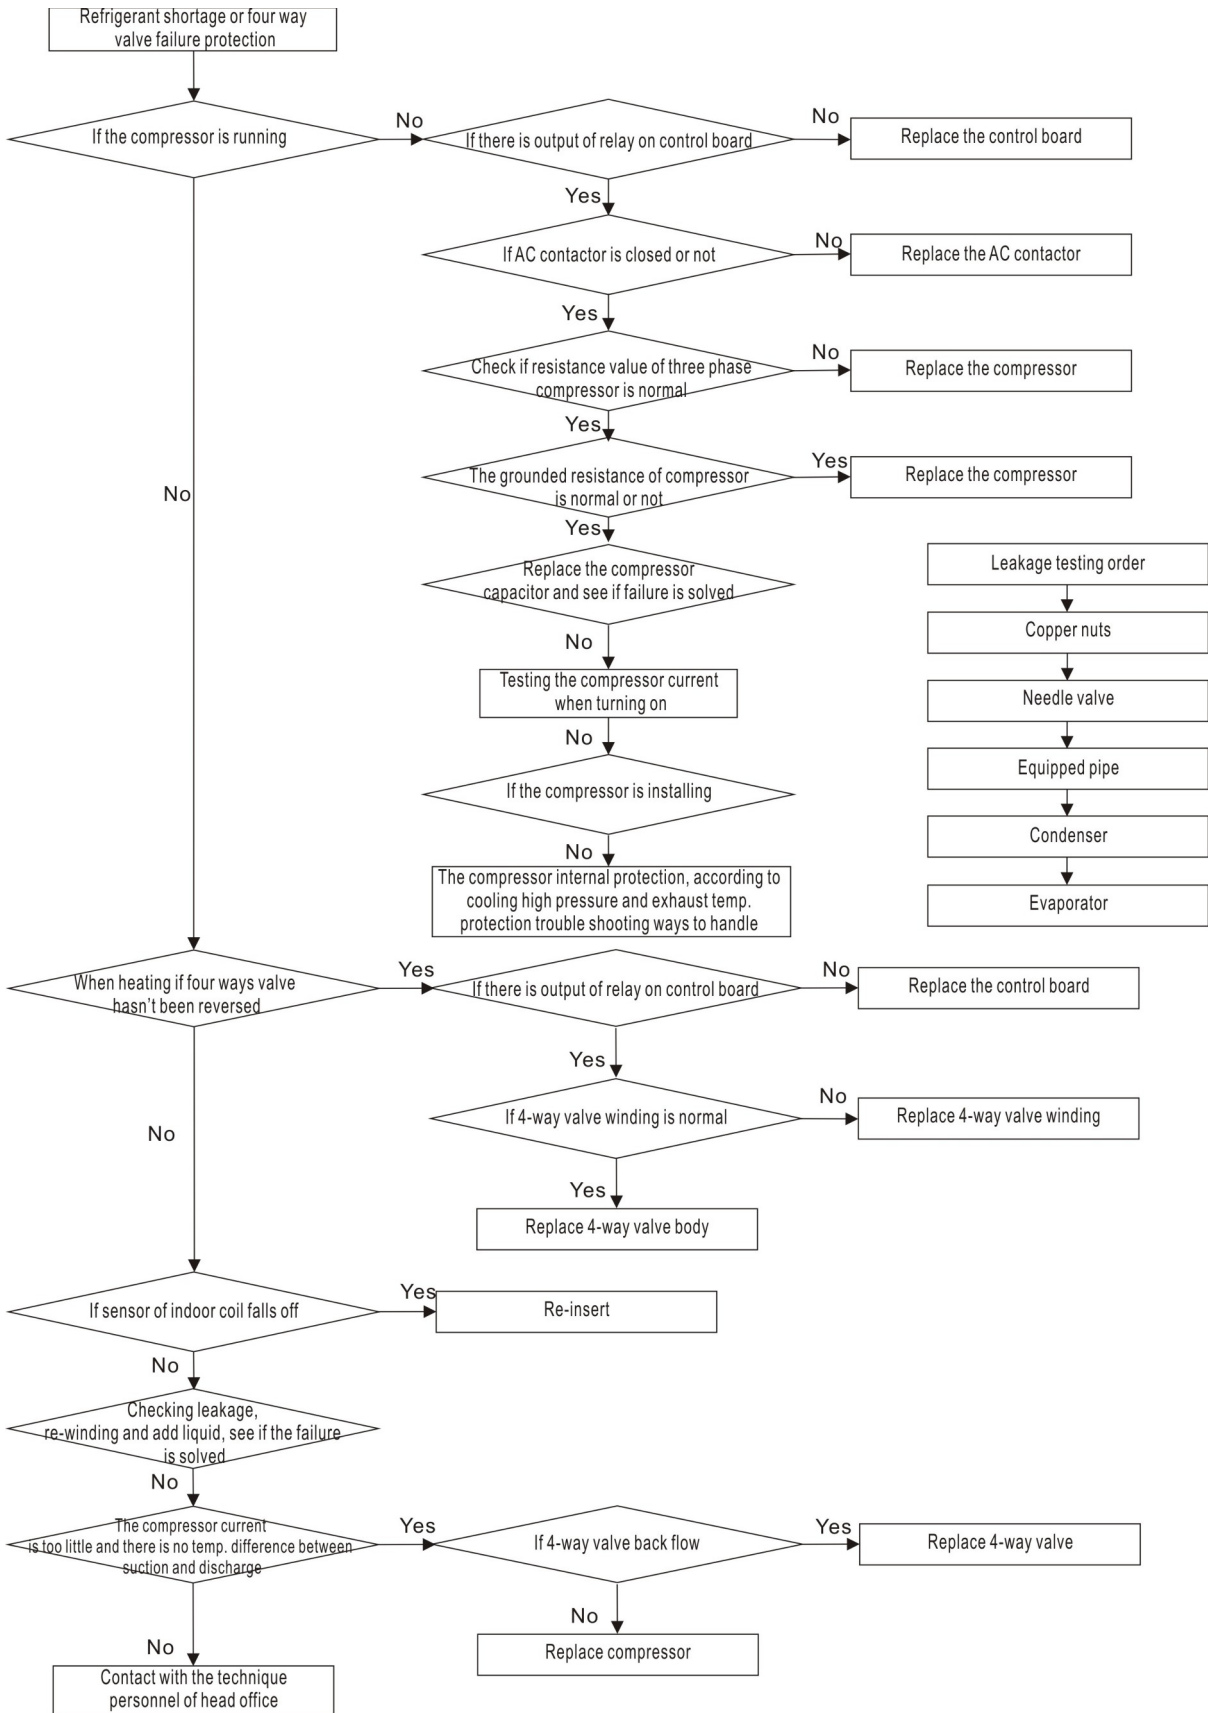 Refrigerant shortage or four way
valve failure protection
If the compressor is running
No
If there is output of relay on control board
No
Replace the control board
Yes
If AC contactor is closed or not
No
Replace the AC contactor
Yes
Check if resistance value of three phase
compressor is normal
No
Replace the compressor
Yes
The grounded resistance of compressor
is normal or not
Yes
Replace the compressor
No
Yes
Replace the compressor
capacitor and see if failure is solved
No
Testing the compressor current
when turning on
No
If the compressor is installing
No
The compressor internal protection, according to
cooling high pressure and exhaust temp.
protection trouble shooting ways to handle
Leakage testing order
Copper nuts
Needle valve
Equipped pipe
Condenser
Evaporator
When heating if four ways valve
hasn't been reversed
Yes
If there is output of relay on control board
No
Replace the control board
Yes
If 4-way valve winding is normal
No
Replace 4-way valve winding
Yes
Replace 4-way valve body
No
If sensor of indoor coil falls off
Yes
Re-insert
No
Checking leakage,
re-winding and add liquid, see if the failure
is solved
No
The compressor current
is too little and there is no temp. difference between
suction and discharge
Yes
If 4-way valve back flow
Yes
Replace 4-way valve
No
Replace compressor
No
Contact with the technique
personnel of head office